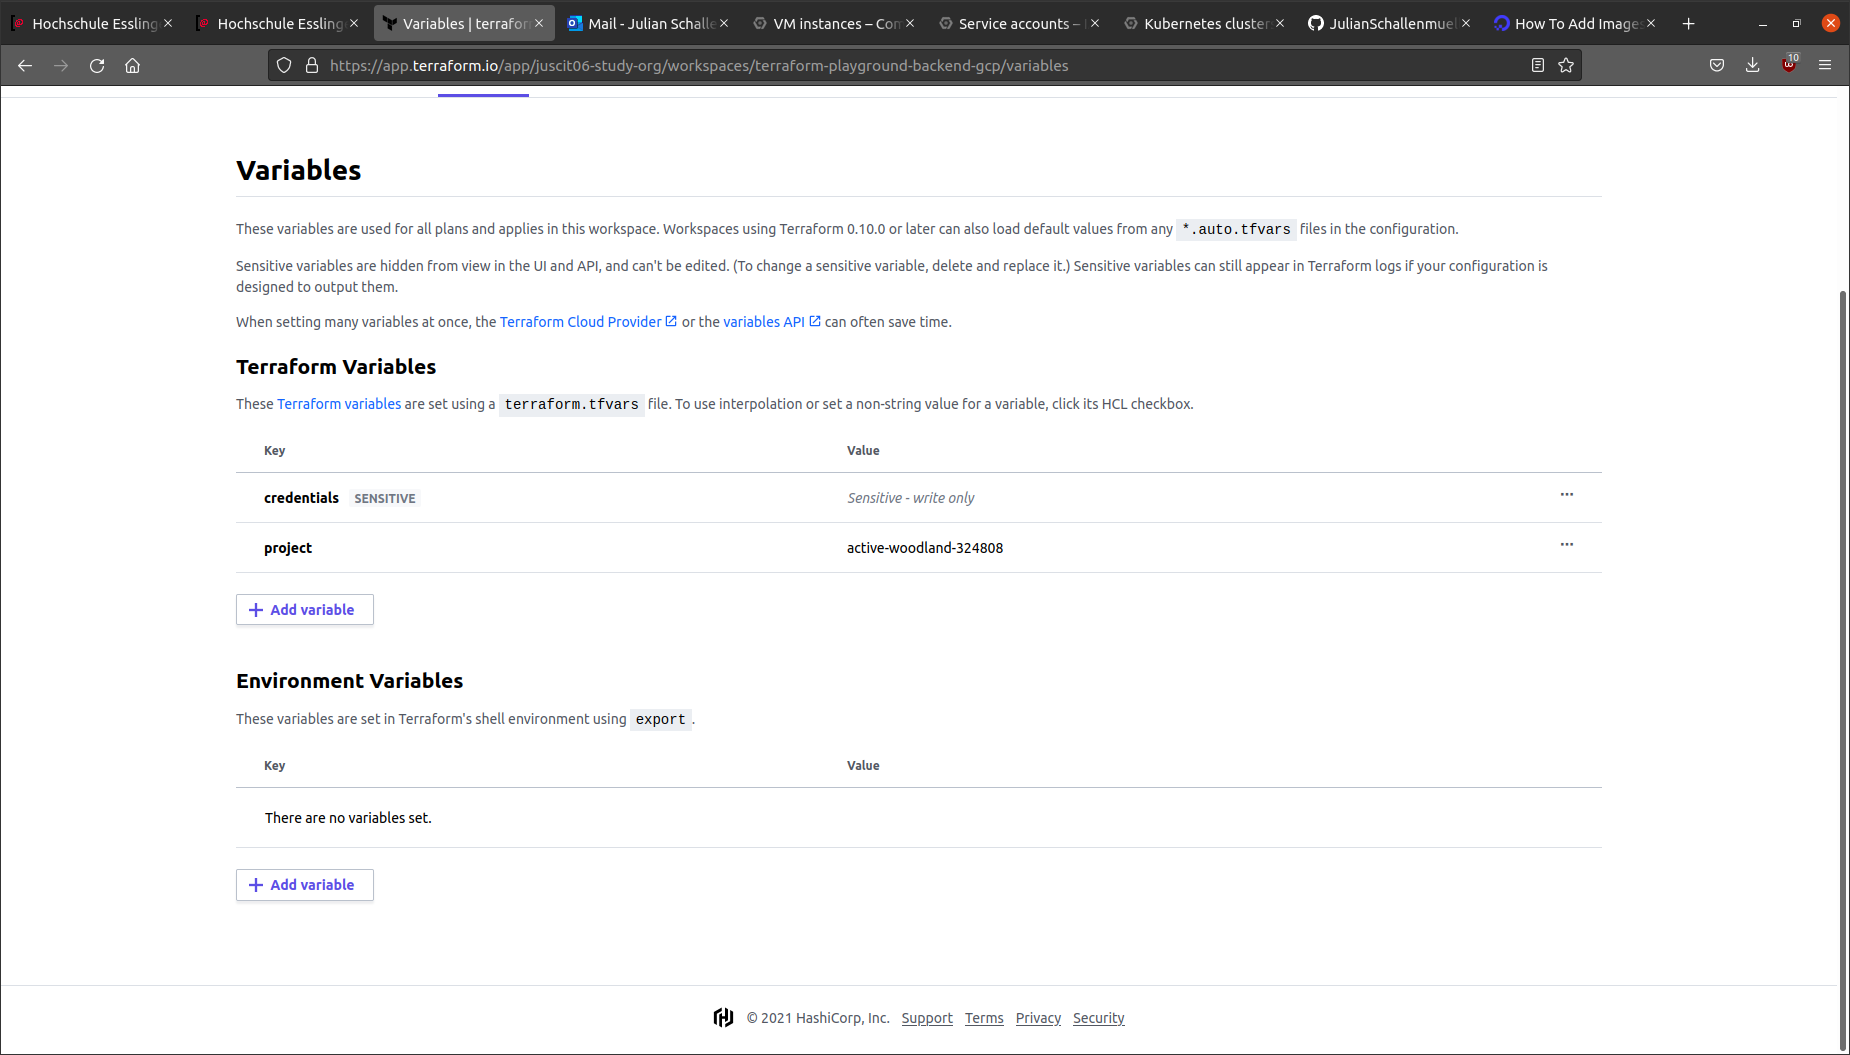 Hochschule Essling
Hochschule Essling
Variables | terrafor
Mail - Julian Schalle
VM instances – Com
Service accounts –
Kubernetes cluster
JulianSchallenmuel
How To Add Images
https://app.terraform.io/app/juscit06-study-org/workspaces/terraform-playground-backend-gcp/variables
10
Variables
These variables are used for all plans and applies in this workspace. Workspaces using Terraform 0.10.0 or later can also load default values from any *.auto.tfvars files in the configuration.
Sensitive variables are hidden from view in the UI and API, and can't be edited. (To change a sensitive variable, delete and replace it.) Sensitive variables can still appear in Terraform logs if your configuration is
designed to output them.
When setting many variables at once, the Terraform Cloud Provider or the variables API can often save time.
Terraform Variables
These Terraform variables are set using a terraform.tfvars file. To use interpolation or set a non-string value for a variable, click its HCL checkbox.
Key Value
credentials SENSITIVE Sensitive - write only
project active-woodland-324808
+ Add variable
Environment Variables
These variables are set in Terraform's shell environment using export.
Key Value
There are no variables set.
+ Add variable
© 2021 HashiCorp, Inc. Support Terms Privacy Security